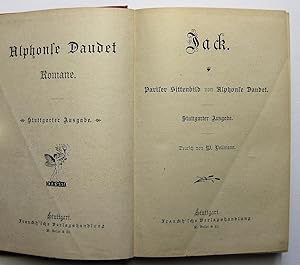 Alphonse Daudet
Romane.
Stuttgarter Ausgabe.
Stuttgart.
Franckh'sche Verlagshandlung
Jack.
Pariser Sittenbild von Alphonse Daudet.
Stuttgarter Ausgabe.
Deutsch von W.
Stuttgart.
Franckh'sche Verlagshandlung